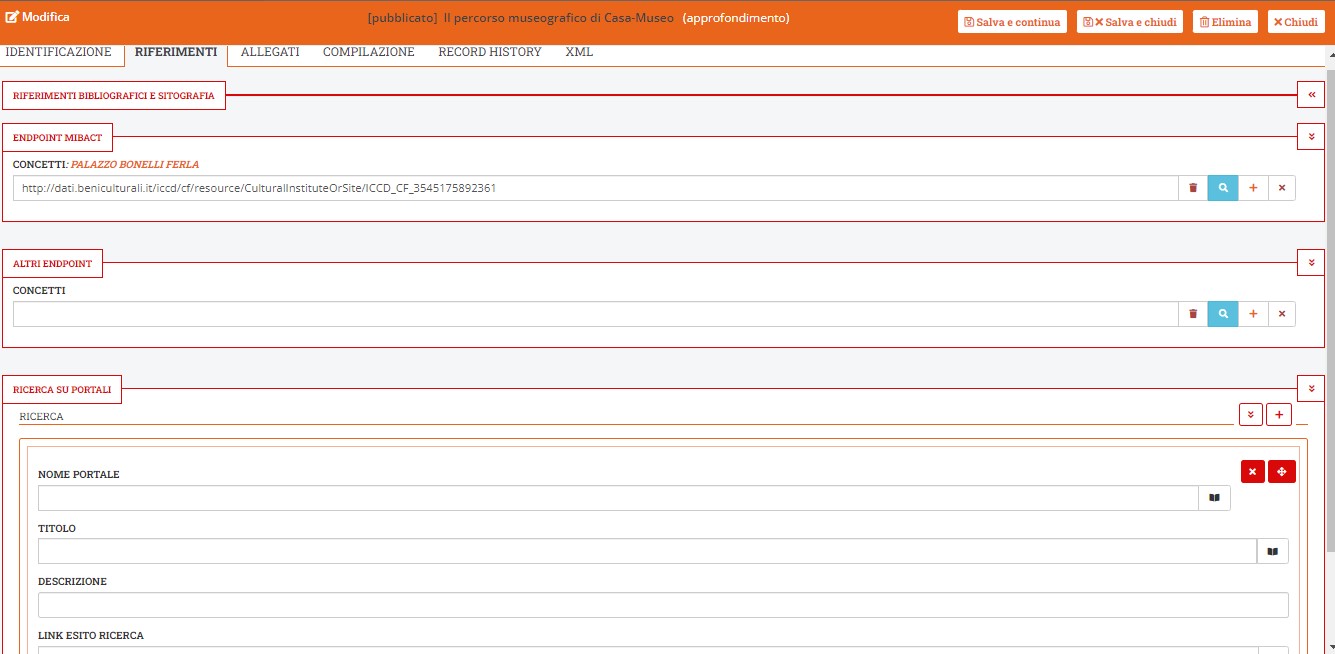 Modifica
[pubblicato] Il percorso museografico di Casa-Museo (approfondimento)
Salva e continua
Salva e chiudi
Elimina
Chiudi
IDENTIFICAZIONE
RIFERIMENTI
ALLEGATI
COMPILAZIONE
RECORD HISTORY
XML
RIFERIMENTI BIBLIOGRAFICI E SITOGRAFIA
ENDPOINT MIBACT
CONCETTI: PALAZZO BONELLI FERLA
http://dati.beniculturali.it/iccd/cf/resource/CulturalInstituteOrSite/ICCD_CF_3545175892361
ALTRI ENDPOINT
CONCETTI
RICERCA SU PORTALI
RICERCA
NOME PORTALE
TITOLO
DESCRIZIONE
LINK ESITO RICERCA